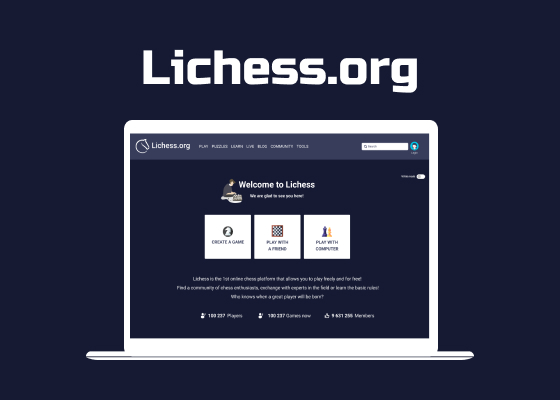 Lichess.org
Lichess.org PLAY PUZZLES LEARN LIVE BLOG COMMUNITY TOOLS Search
Welcome to Lichess
We are glad to see you here!
CREATE A GAME
PLAY WITH
A FRIEND
PLAY WITH
COMPUTER
Lichess is the 1st online chess platform that allows you to play freely and for free!
Find a community of chess enthusiasts, exchange with experts in the field or learn the basic rules!
Who knows when a great player will be born?
100 237 Players 100 237 Games now 9 631 255 Members